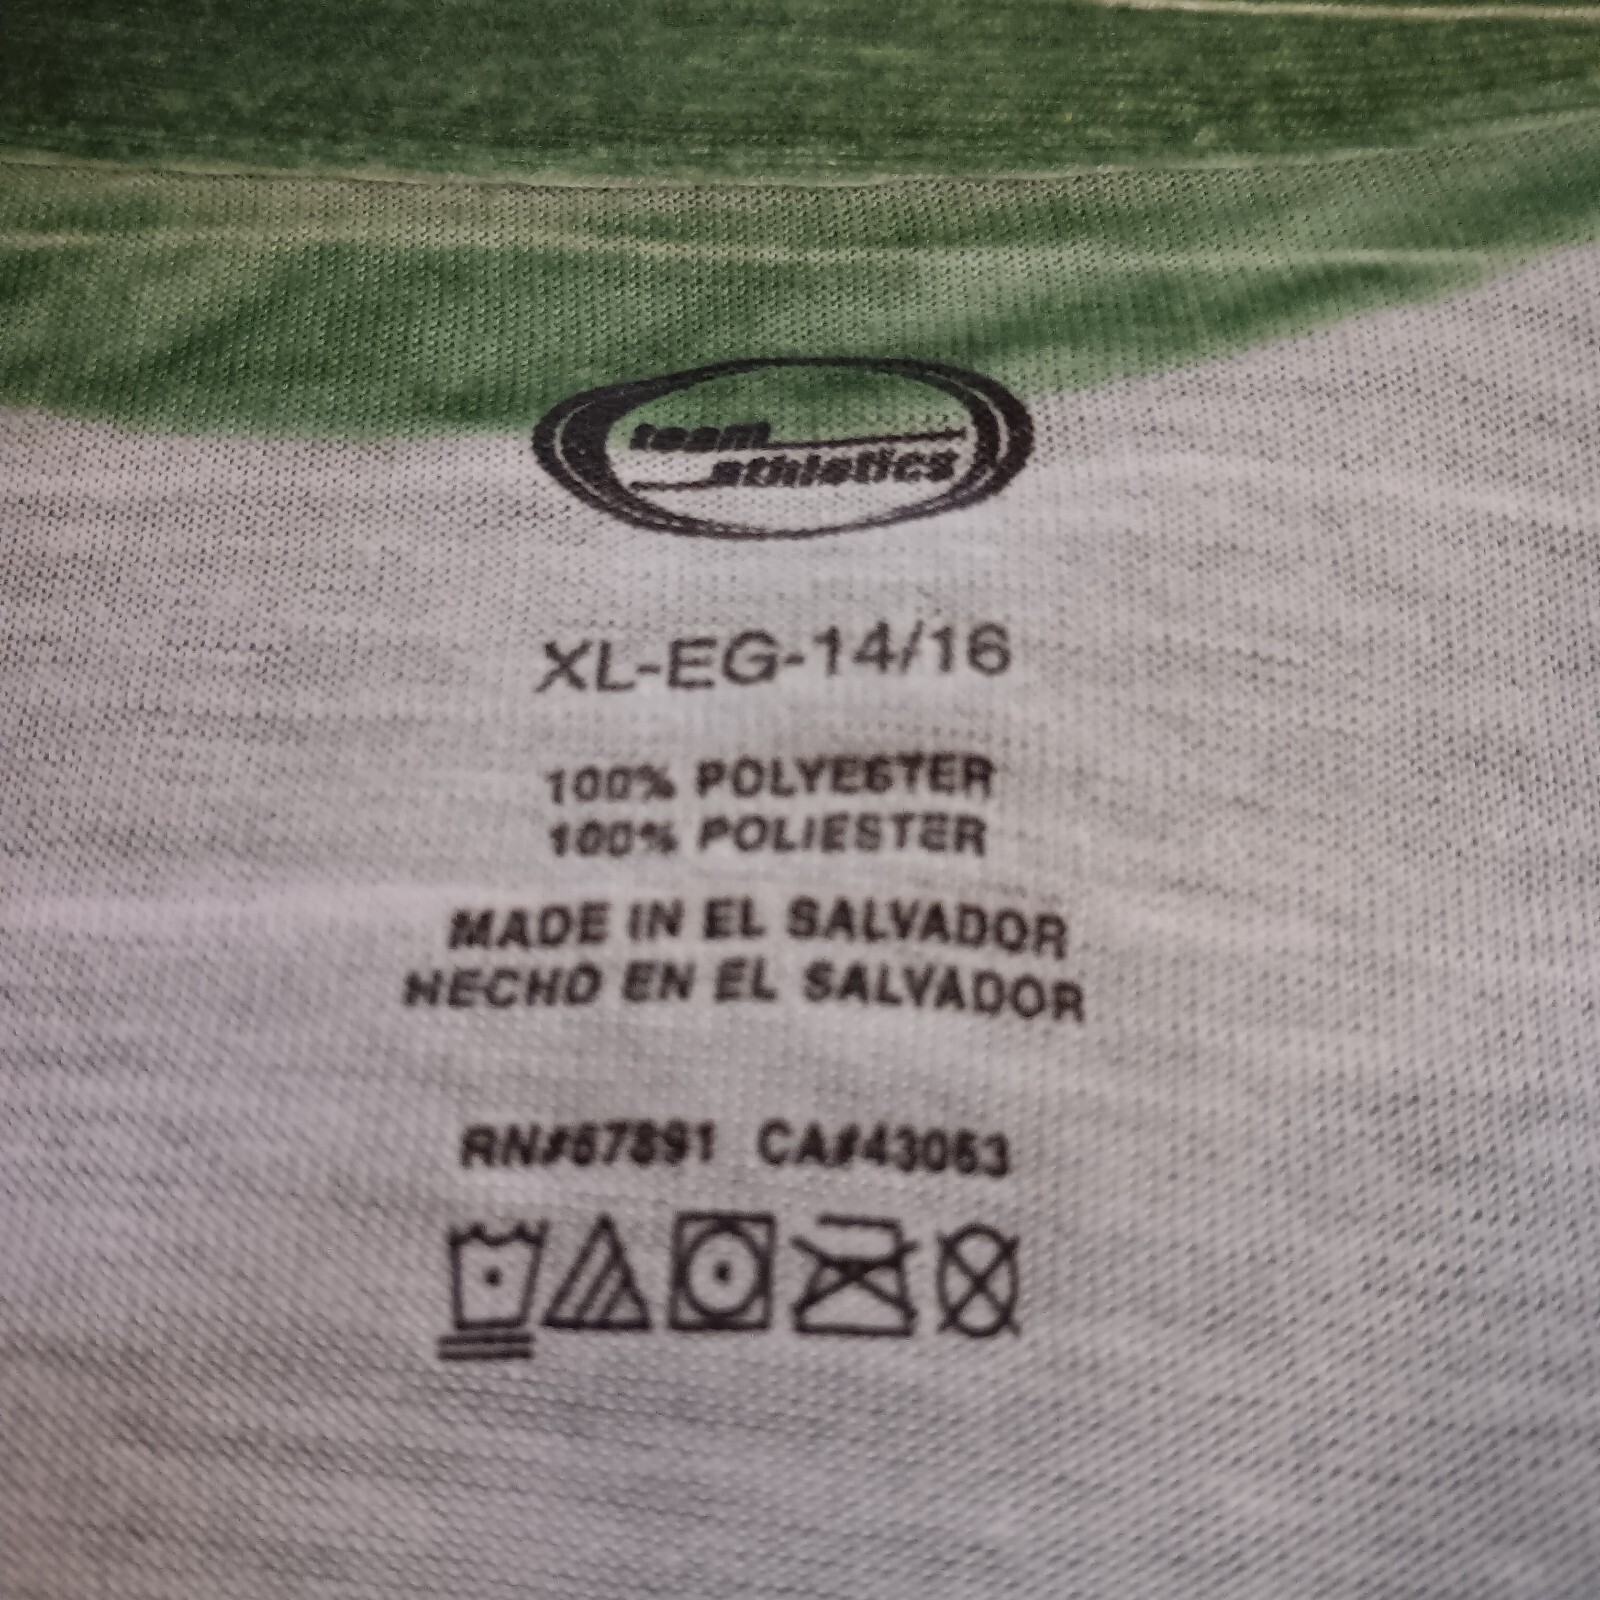 team
athletics
XL-EG-14/16
100% POLYESTER
100% POLIESTER
MADE IN EL SALVADOR
HECHO EN EL SALVADOR
RN#67891 CA#43053